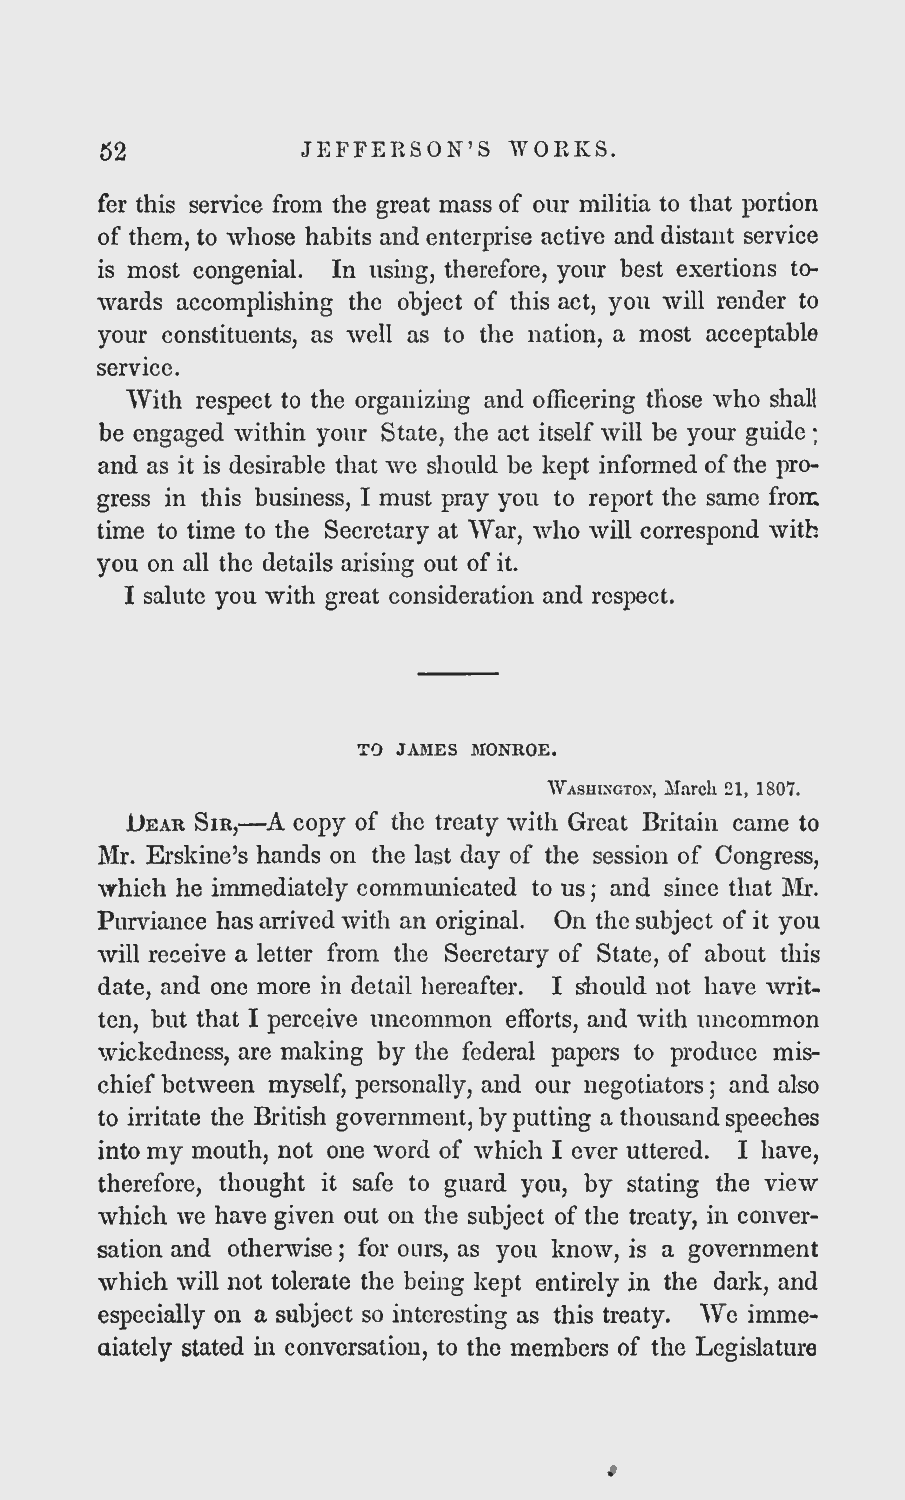 52 JEFFERSON'S WORKS.
fer this service from the great mass of our militia to that portion
of them, to whose habits and enterprise active and distant service
is most congenial. In using, therefore, your best exertions to-
wards accomplishing the object of this act, you will render to
your constituents, as well as to the nation, a most acceptable
service.
With respect to the organizing and officering those who shall
be engaged within your State, the act itself will be your guide;
and as it is desirable that we should be kept informed of the pro-
gress in this business, I must pray you to report the same from
time to time to the Secretary at War, who will correspond with
you on all the details arising out of it.
I salute you with great consideration and respect.
TO JAMES MONROE.
WASHINGTON, March 21, 1807.
DEAR SIR,—A copy of the treaty with Great Britain came to
Mr. Erskine's hands on the last day of the session of Congress,
which he immediately communicated to us; and since that Mr.
Purviance has arrived with an original. On the subject of it you
will receive a letter from the Secretary of State, of about this
date, and one more in detail hereafter. I should not have writ-
ten, but that I perceive uncommon efforts, and with uncommon
wickedness, are making by the federal papers to produce mis-
chief between myself, personally, and our negotiators; and also
to irritate the British government, by putting a thousand speeches
into my mouth, not one word of which I ever uttered. I have,
therefore, thought it safe to guard you, by stating the view
which we have given out on the subject of the treaty, in conver-
sation and otherwise; for ours, as you know, is a government
which will not tolerate the being kept entirely in the dark, and
especially on a subject so interesting as this treaty. We imme-
diately stated in conversation, to the members of the Legislature